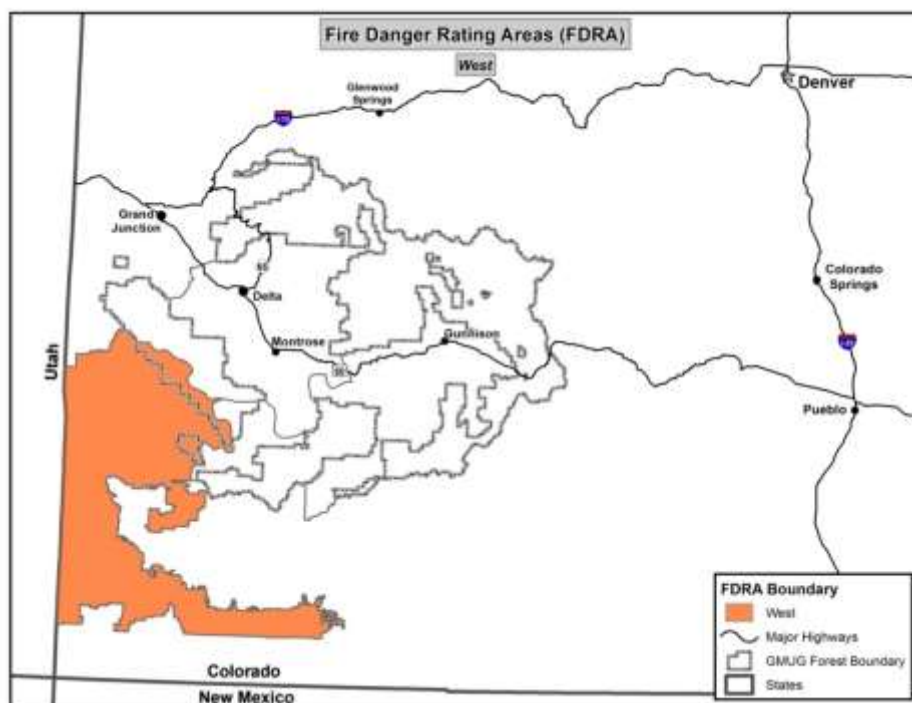 Fire Danger Rating Areas (FDRA)
West
Glenwood
Springs
Denver
Grand
Junction
Delta
Montrose
Gunnison
Colorado
Springs
Pueblo
Utah
Colorado
New Mexico
FDRA Boundary
West
Major Highways
GMUG Forest Boundary
States